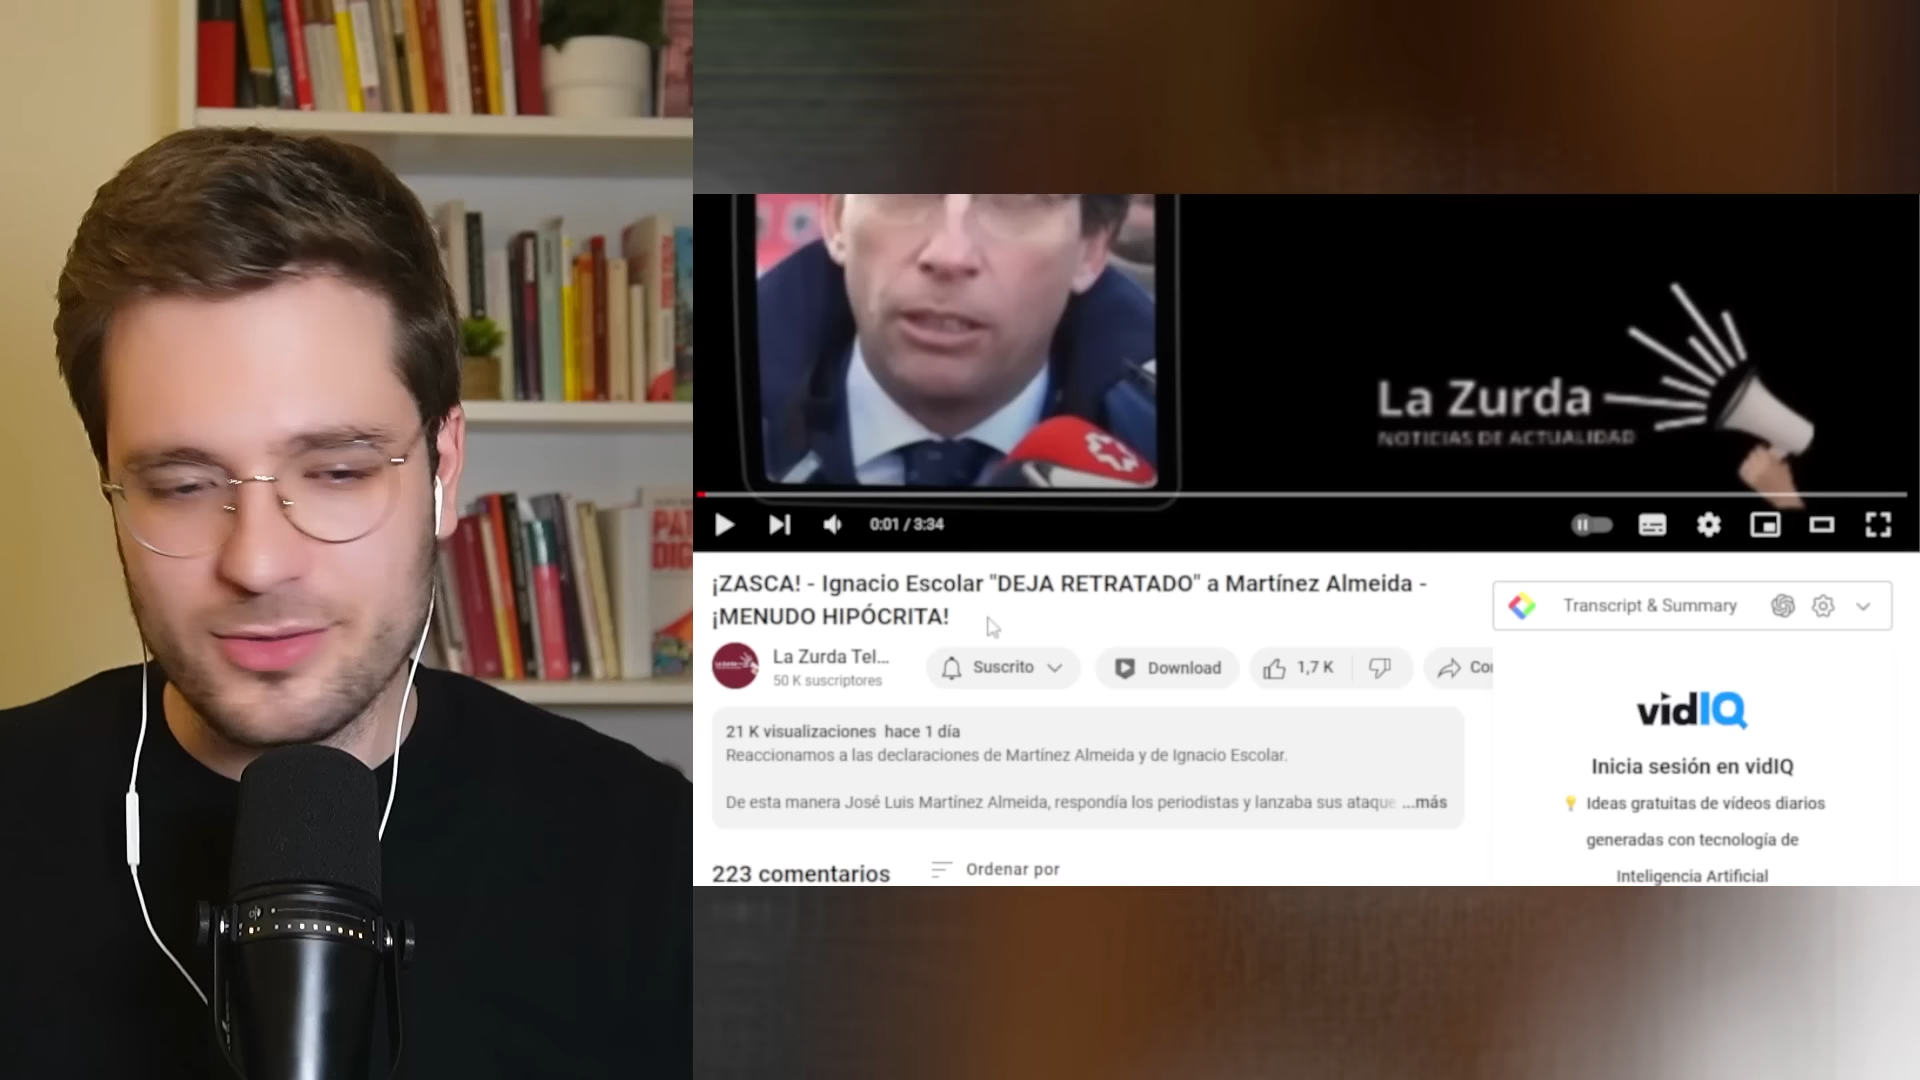 La Zurda
NOTICIAS DE ACTUALIDAD
0:01 / 3:34
¡ZASCA! - Ignacio Escolar "DEJA RETRATADO" a Martínez Almeida -
¡MENUDO HIPÓCRITA!
La Zurda Tel...
50 K suscriptores
Suscrito
Download
1,7 K
21 K visualizaciones hace 1 día
Reaccionamos a las declaraciones de Martínez Almeida y de Ignacio Escolar.
De esta manera José Luis Martínez Almeida, respondía los periodistas y lanzaba sus ataque ...más
223 comentarios
Ordenar por
Transcript & Summary
vidIQ
Inicia sesión en vidIQ
Ideas gratuitas de vídeos diarios
generadas con tecnología de
Inteligencia Artificial